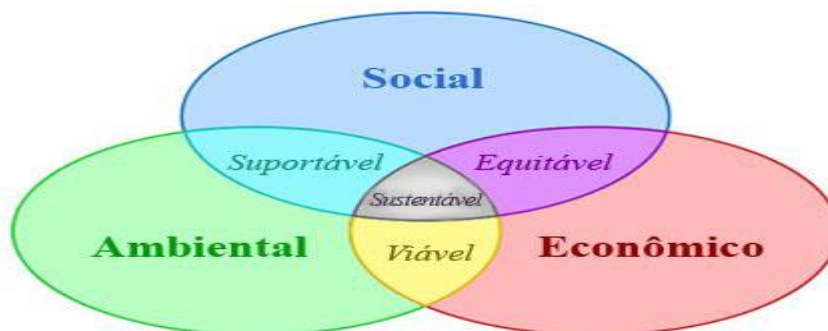 Social
Suportável
Equitável
Sustentável
Ambiental
Viável
Econômico